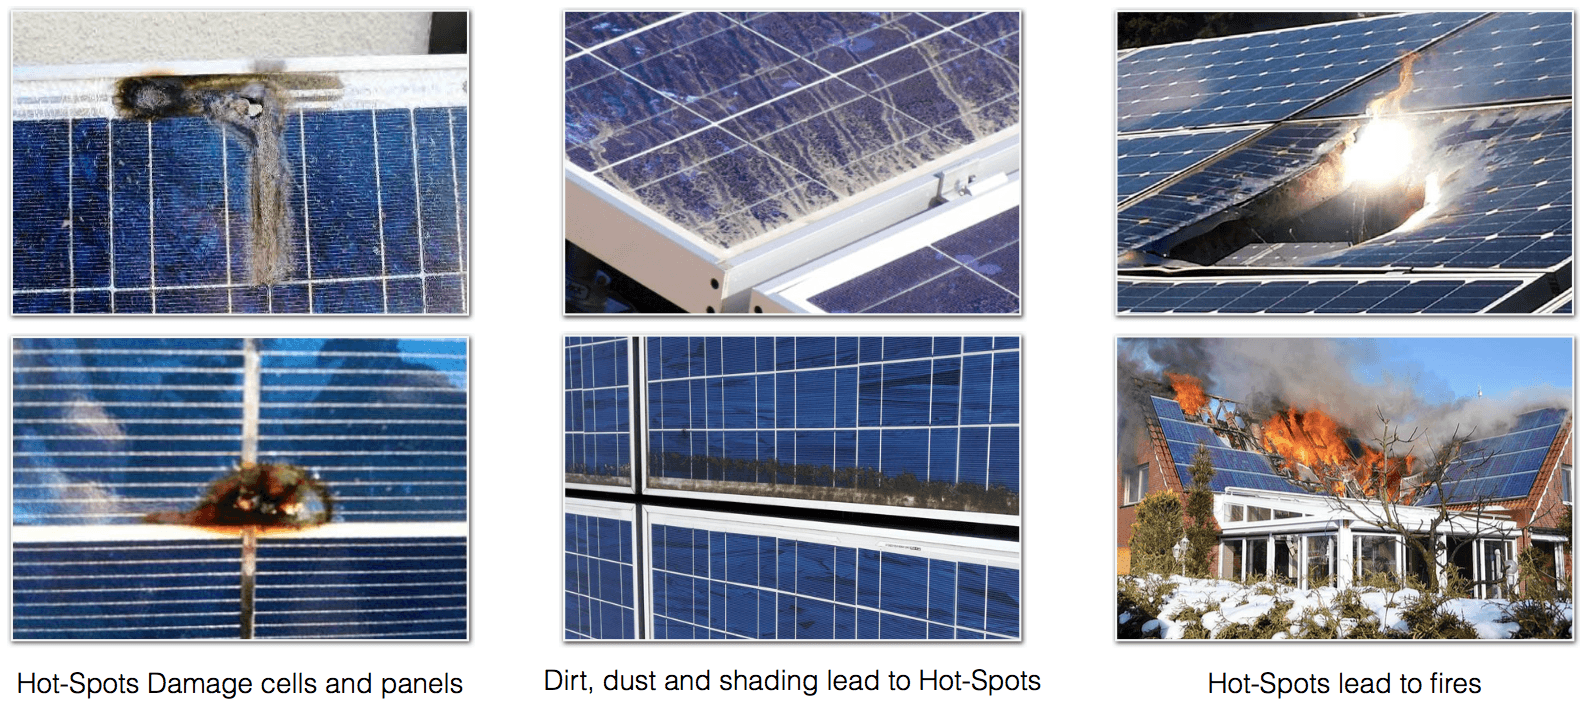 Hot-Spots Damage cells and panels
Dirt, dust and shading lead to Hot-Spots
Hot-Spots lead to fires